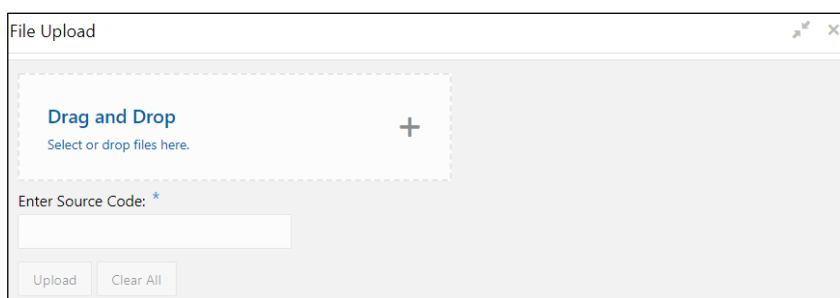 File Upload
Drag and Drop
Select or drop files here.
Enter Source Code: *
Upload Clear All